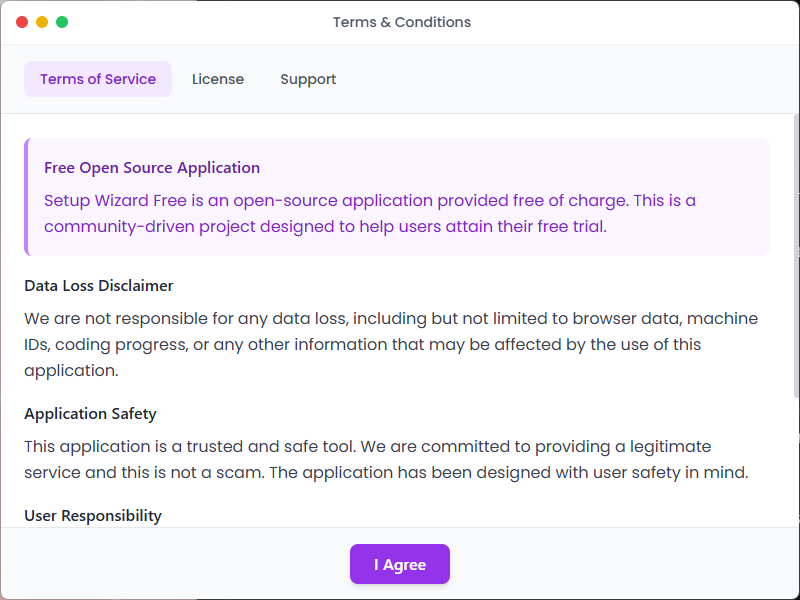 Terms & Conditions
Terms of Service
License
Support
Free Open Source Application
Setup Wizard Free is an open-source application provided free of charge. This is a
community-driven project designed to help users attain their free trial.
Data Loss Disclaimer
We are not responsible for any data loss, including but not limited to browser data, machine
IDs, coding progress, or any other information that may be affected by the use of this
application.
Application Safety
This application is a trusted and safe tool. We are committed to providing a legitimate
service and this is not a scam. The application has been designed with user safety in mind.
User Responsibility
I Agree